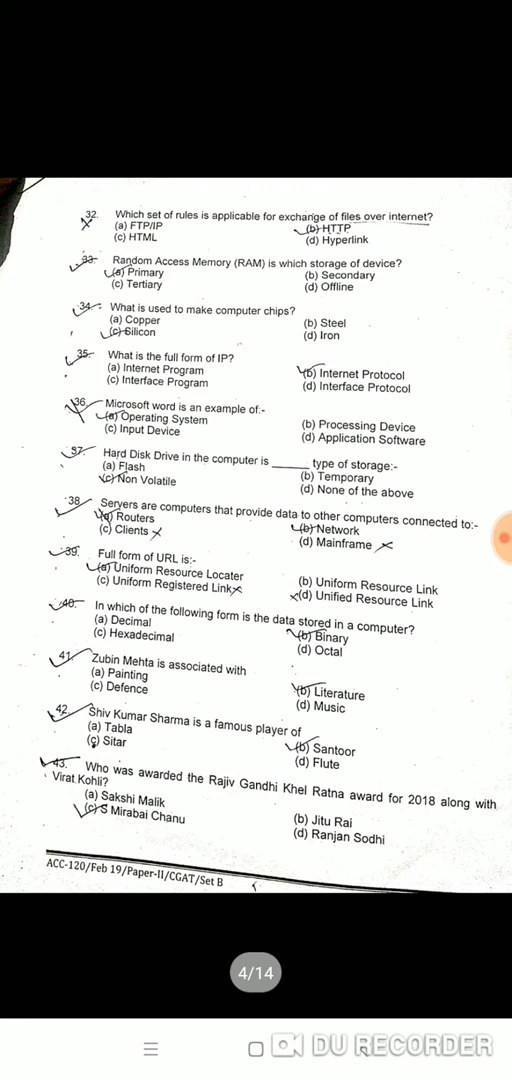 32. Which set of rules is applicable for exchange of files over internet?
(a) FTP/IP (b) HTTP
(c) HTML (d) Hyperlink
33. Random Access Memory (RAM) is which storage of device?
(a) Primary (b) Secondary
(c) Tertiary (d) Offline
34. What is used to make computer chips?
(a) Copper (b) Steel
(c) Silicon (d) Iron
35. What is the full form of IP?
(a) Internet Program (b) Internet Protocol
(c) Interface Program (d) Interface Protocol
36. Microsoft word is an example of:-
(a) Operating System (b) Processing Device
(c) Input Device (d) Application Software
37. Hard Disk Drive in the computer is ______ type of storage:-
(a) Flash (b) Temporary
(c) Non Volatile (d) None of the above
38. Servers are computers that provide data to other computers connected to:-
(a) Routers (b) Network
(c) Clients (d) Mainframe
39. Full form of URL is:-
(a) Uniform Resource Locater (b) Uniform Resource Link
(c) Uniform Registered Link (d) Unified Resource Link
40. In which of the following form is the data stored in a computer?
(a) Decimal (b) Binary
(c) Hexadecimal (d) Octal
41. Zubin Mehta is associated with
(a) Painting (b) Literature
(c) Defence (d) Music
42. Shiv Kumar Sharma is a famous player of
(a) Tabla (b) Santoor
(c) Sitar (d) Flute
43. Who was awarded the Rajiv Gandhi Khel Ratna award for 2018 along with
Virat Kohli?
(a) Sakshi Malik (b) Jitu Rai
(c) S Mirabai Chanu (d) Ranjan Sodhi
ACC-120/Feb 19/Paper-II/CGAT/Set B
4/14
DU RECORDER